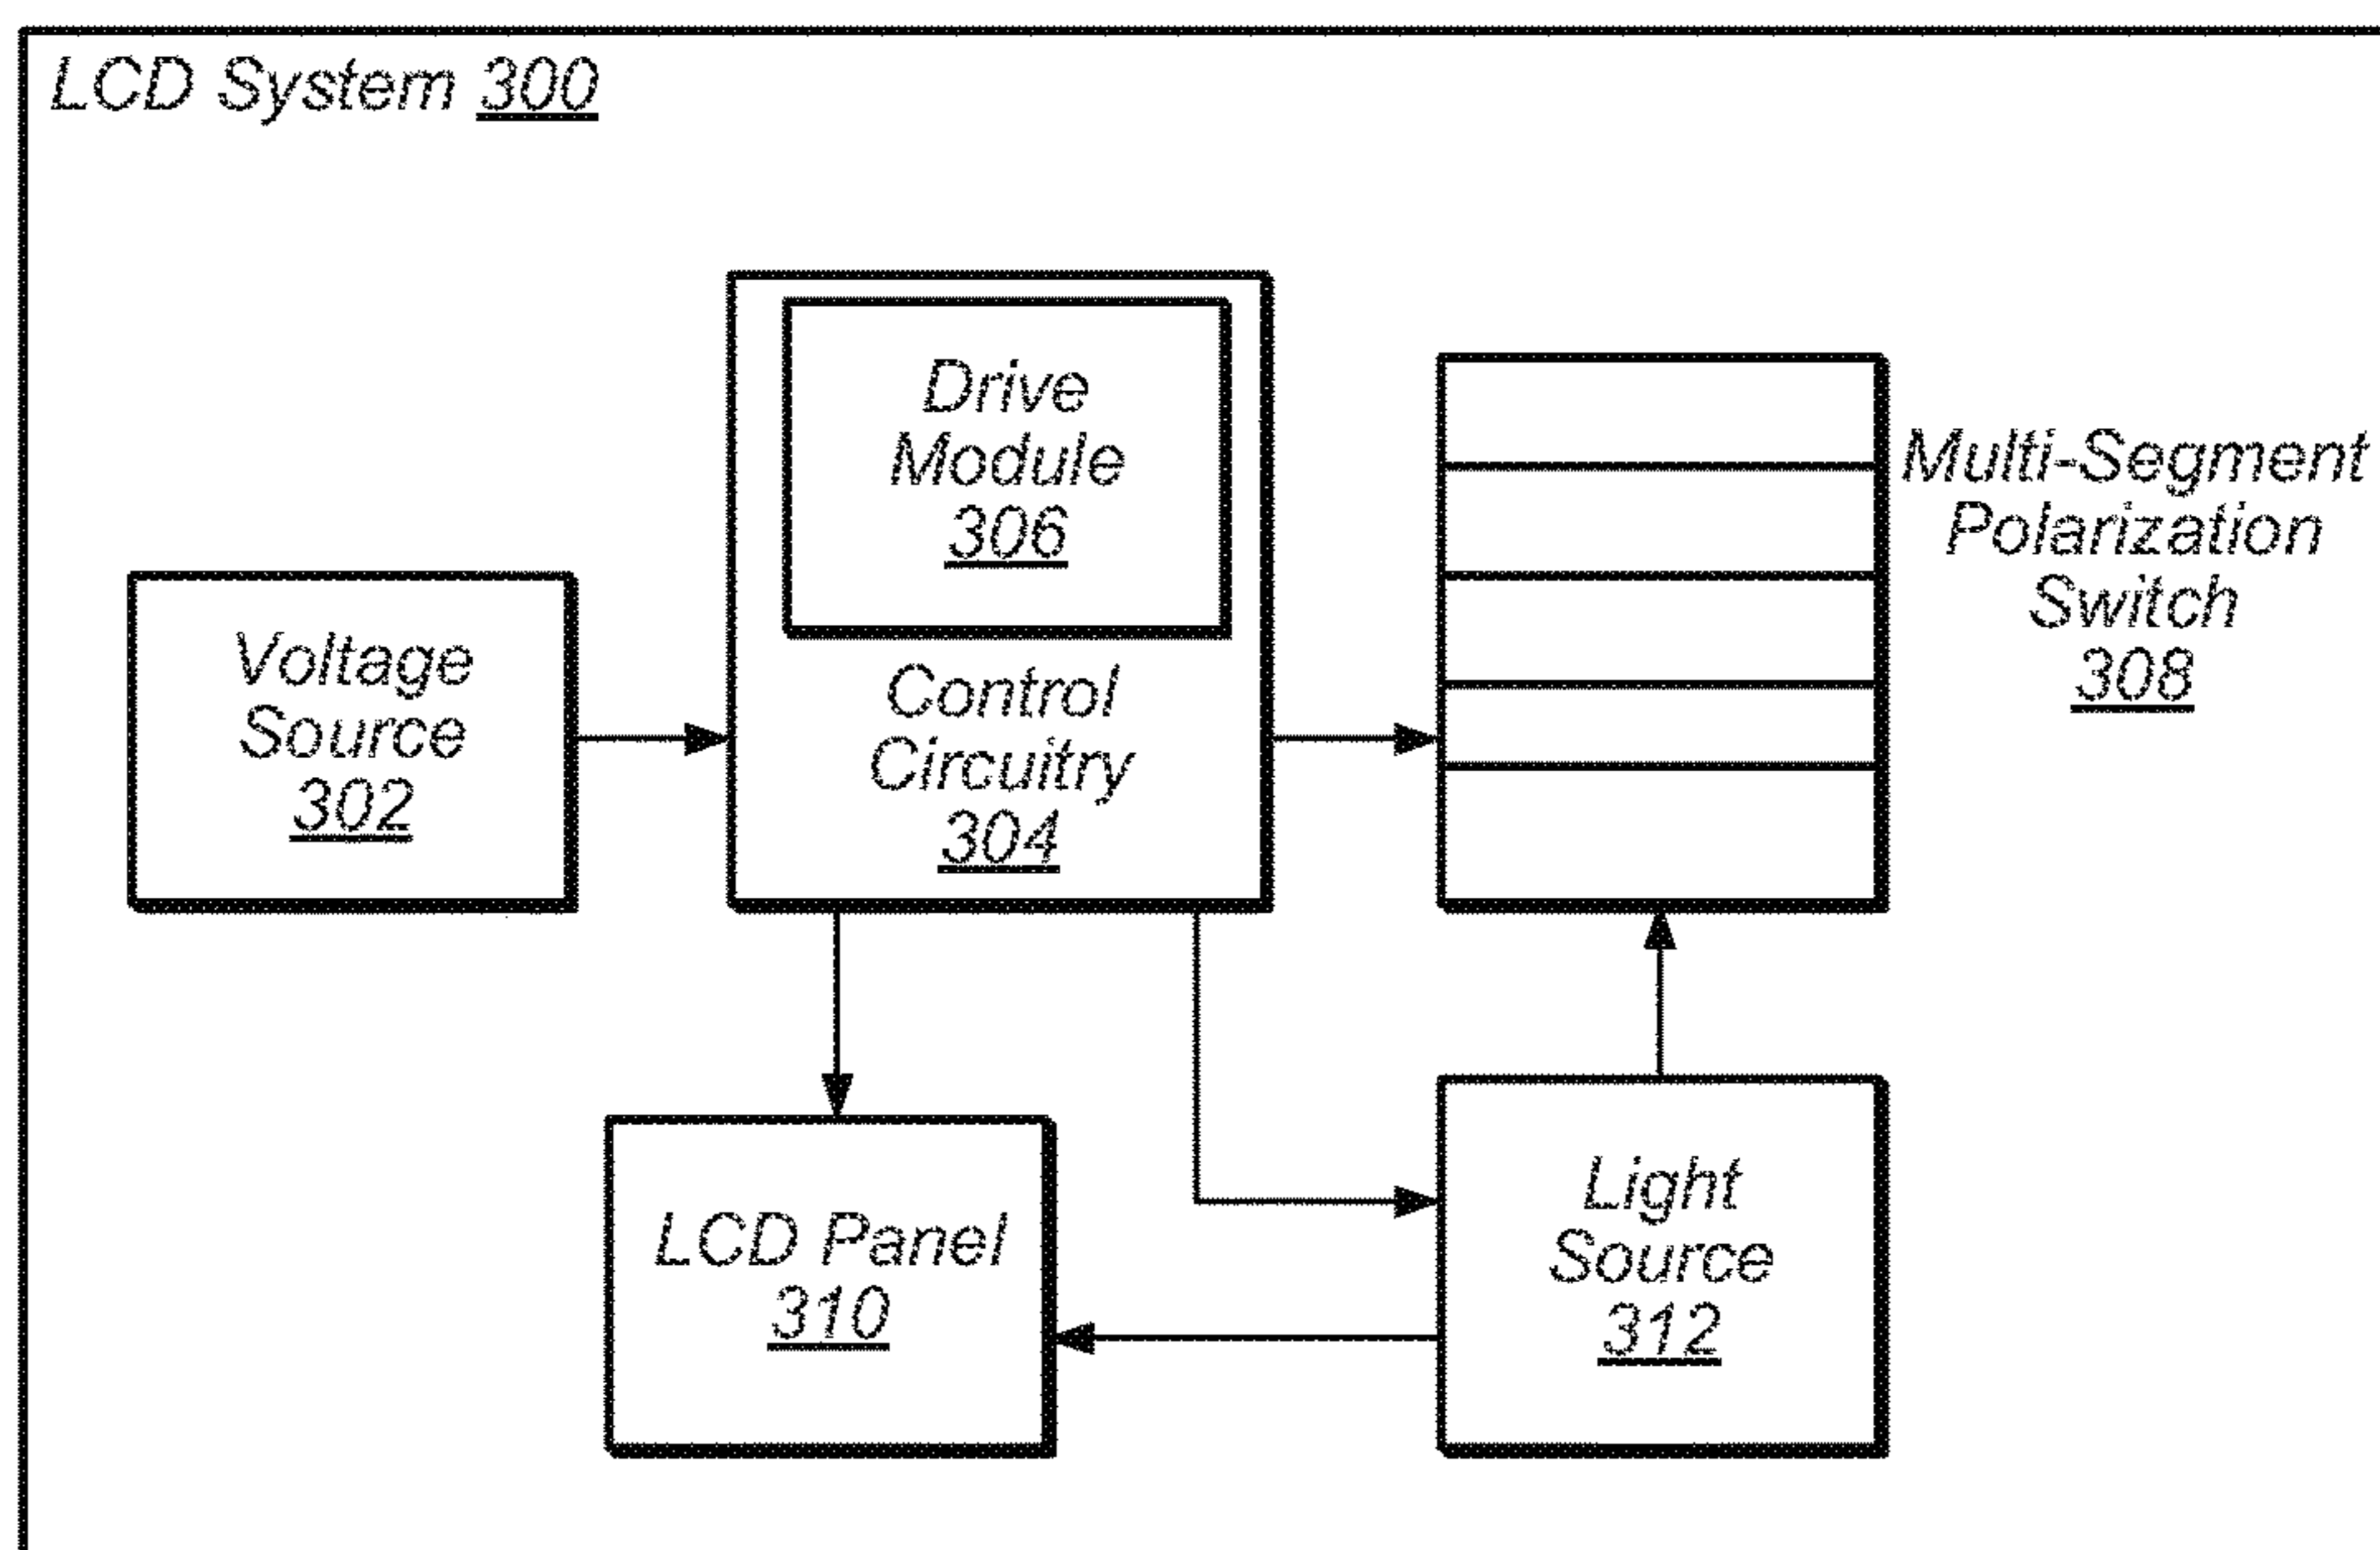 LCD System 300
Drive
Module
306
Control
Circuitry
304
Voltage
Source
302
Multi-Segment
Polarization
Switch
308
LCD Panel
310
Light
Source
312